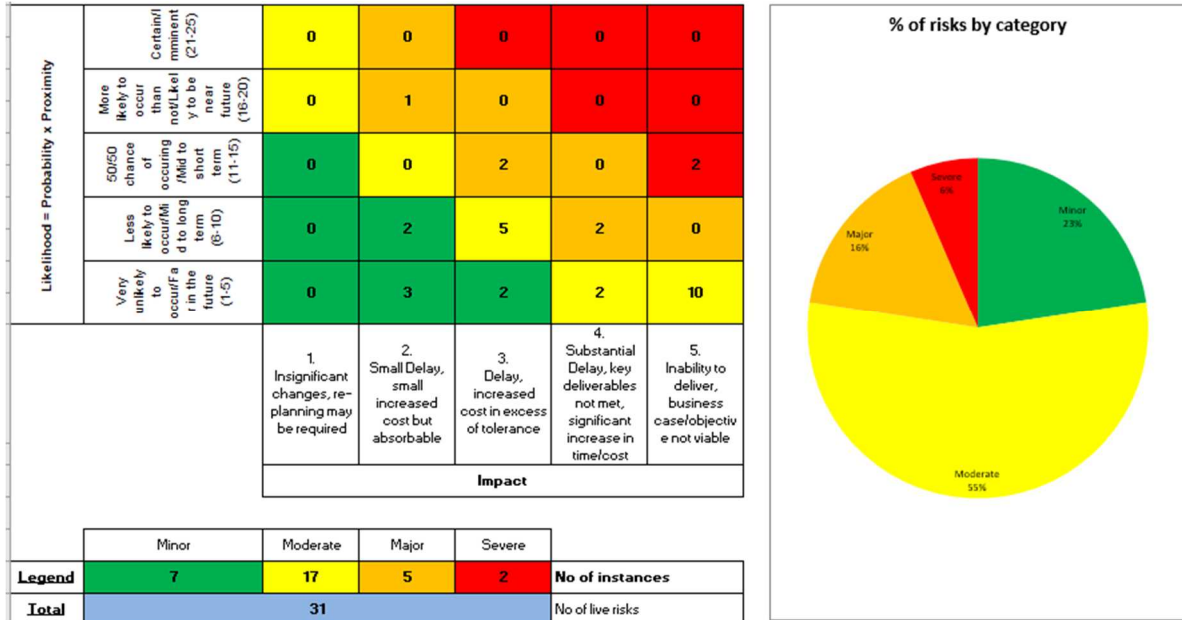 Likelihood = Probability x Proximity
Certain/I
mminent
(21-25)
0 0 0 0 0
More
likely to
occur
than
not/Likel
y to be
near
future
(16-20)
0 1 0 0 0
50/50
chance
of
occuring
/Mid to
short
term
(11-15)
0 0 2 0 2
Less
likely to
occur/Mi
d to long
term
(6-10)
0 2 5 2 0
Very
unlikely
to
occur/Fa
r in the
future
(1-5)
0 3 2 2 10
1.
Insignificant
changes, re-
planning may
be required
2.
Small Delay,
small
increased
cost but
absorbable
3.
Delay,
increased
cost in excess
of tolerance
4.
Substantial
Delay, key
deliverables
not met,
significant
increase in
time/cost
5.
Inability to
deliver,
business
case/objectiv
e not viable
Impact
Minor Moderate Major Severe
Legend 7 17 5 2 No of instances
Total 31 No of live risks
% of risks by category
Severe
6%
Minor
23%
Major
16%
Moderate
55%